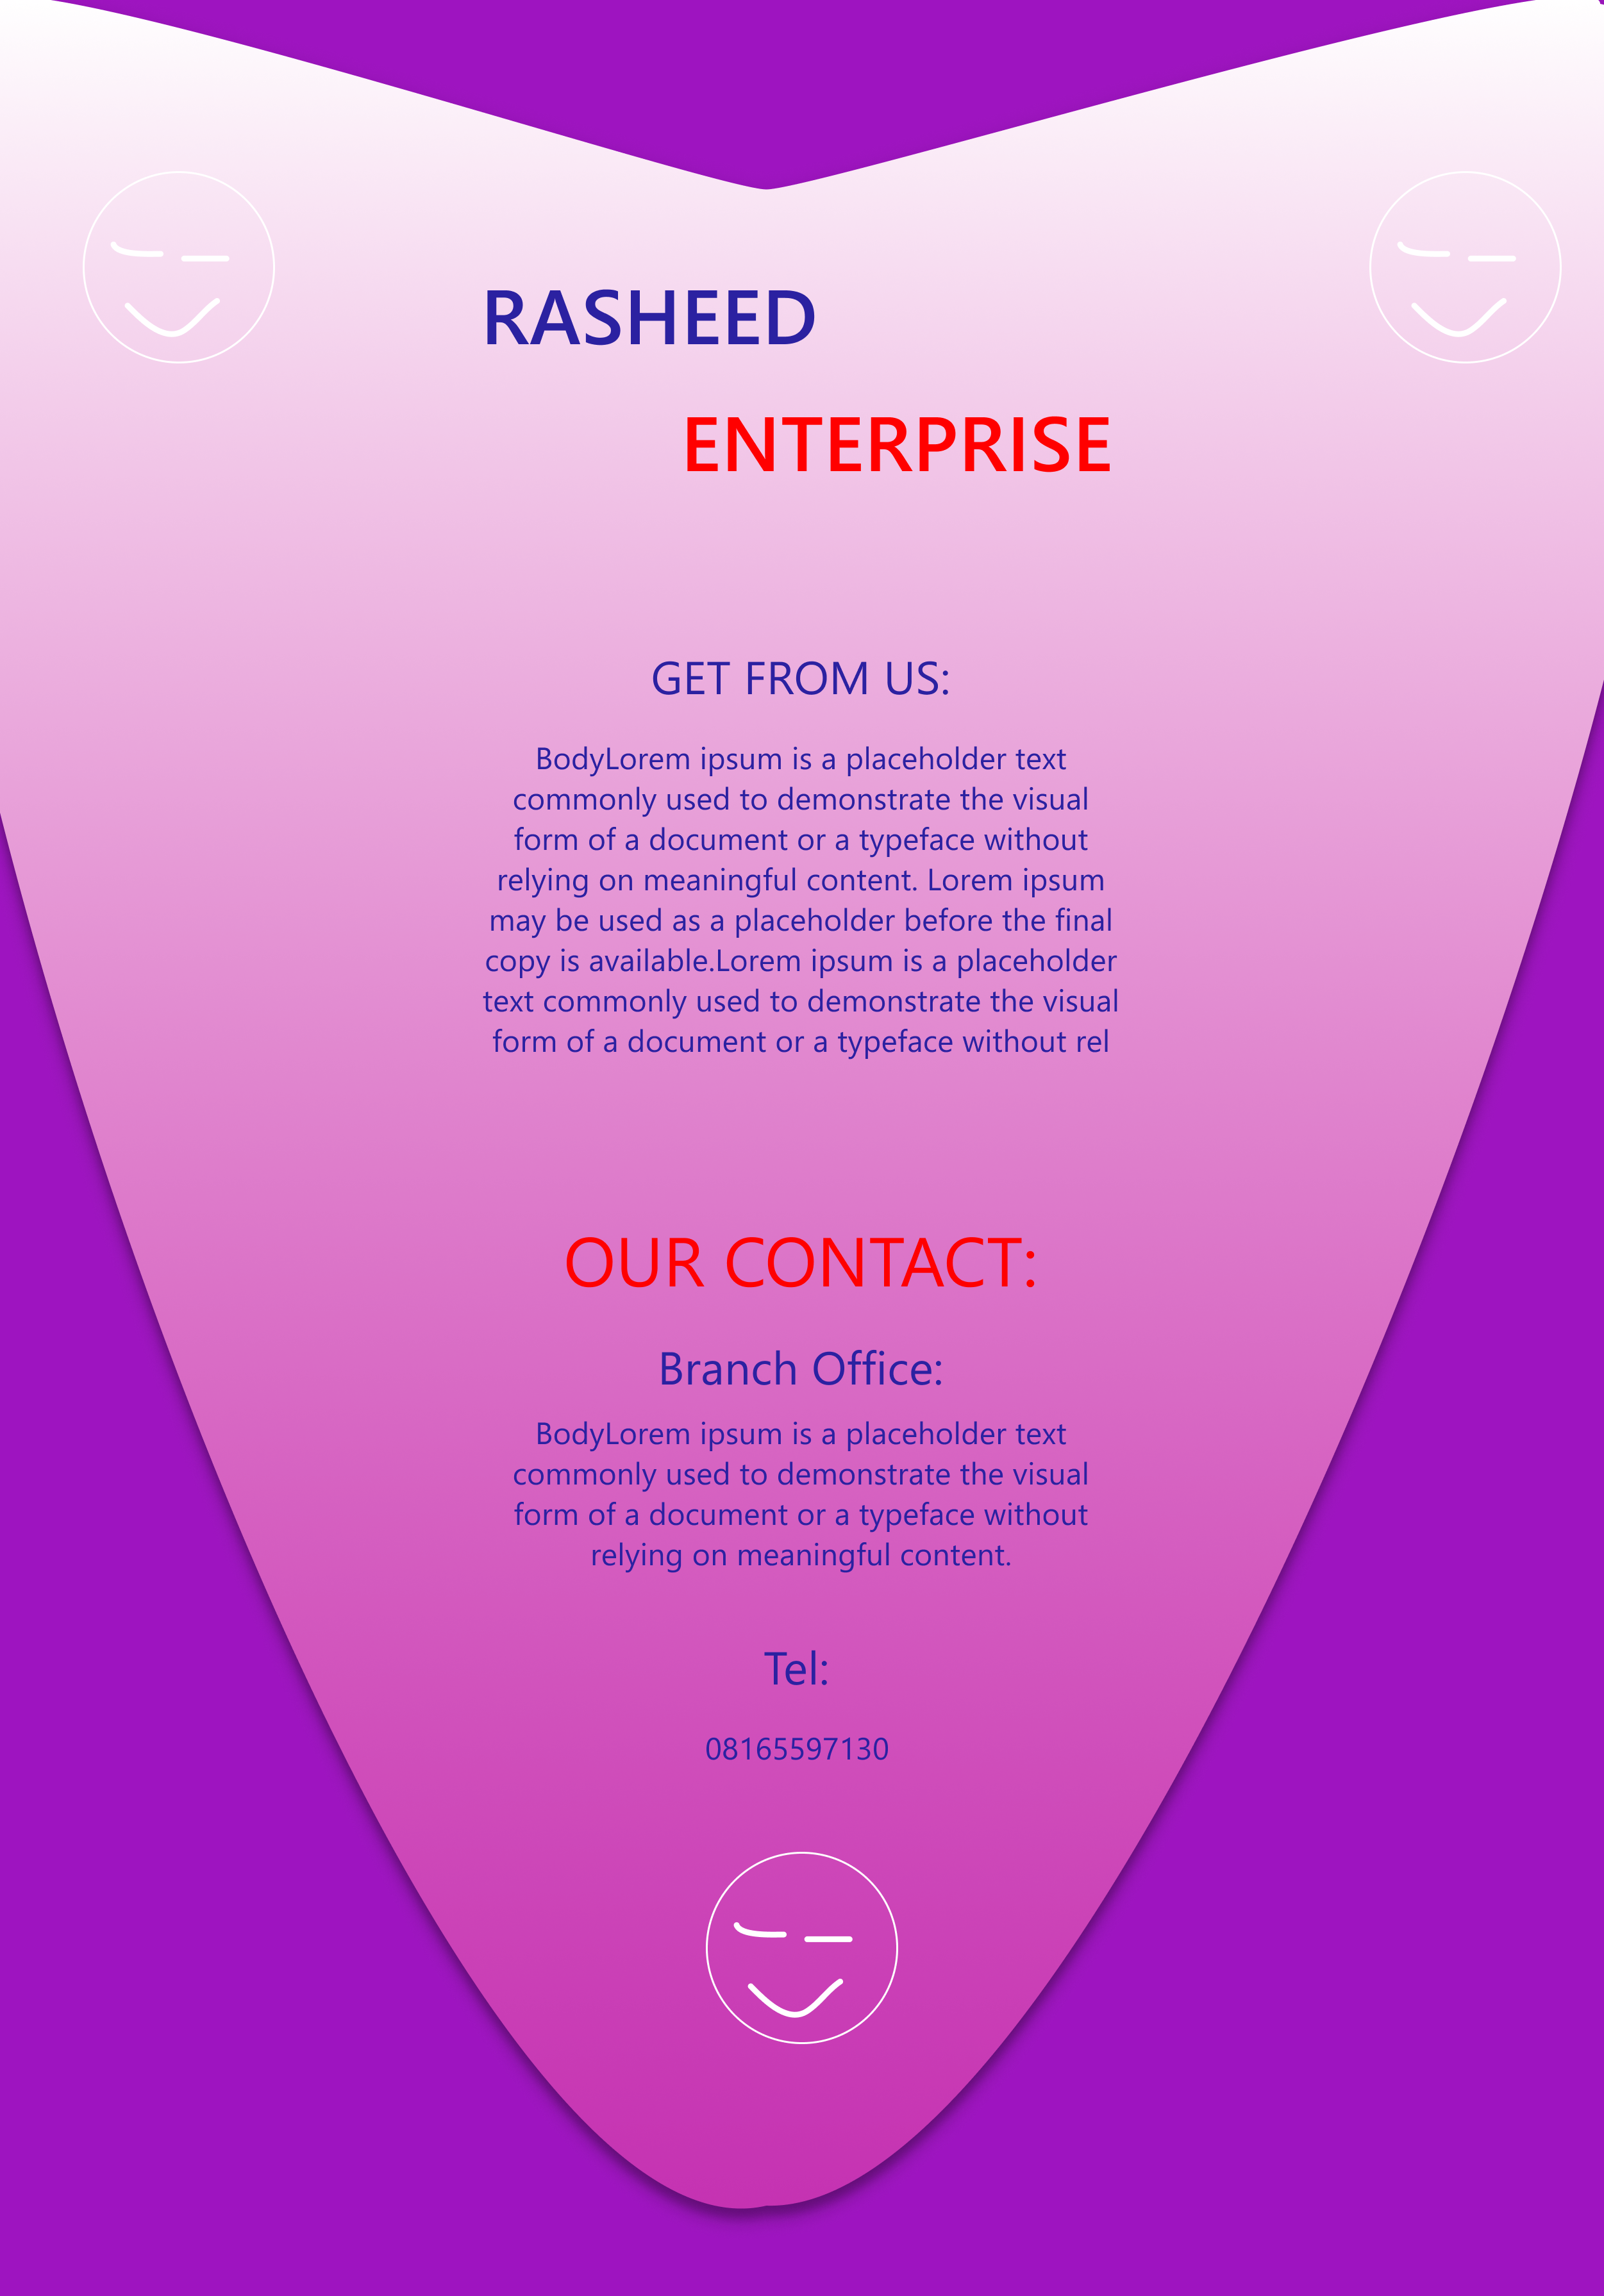 RASHEED
ENTERPRISE
GET FROM US:
BodyLorem ipsum is a placeholder text
commonly used to demonstrate the visual
form of a document or a typeface without
relying on meaningful content. Lorem ipsum
may be used as a placeholder before the final
copy is available.Lorem ipsum is a placeholder
text commonly used to demonstrate the visual
form of a document or a typeface without rel
OUR CONTACT:
Branch Office:
BodyLorem ipsum is a placeholder text
commonly used to demonstrate the visual
form of a document or a typeface without
relying on meaningful content.
Tel:
08165597130